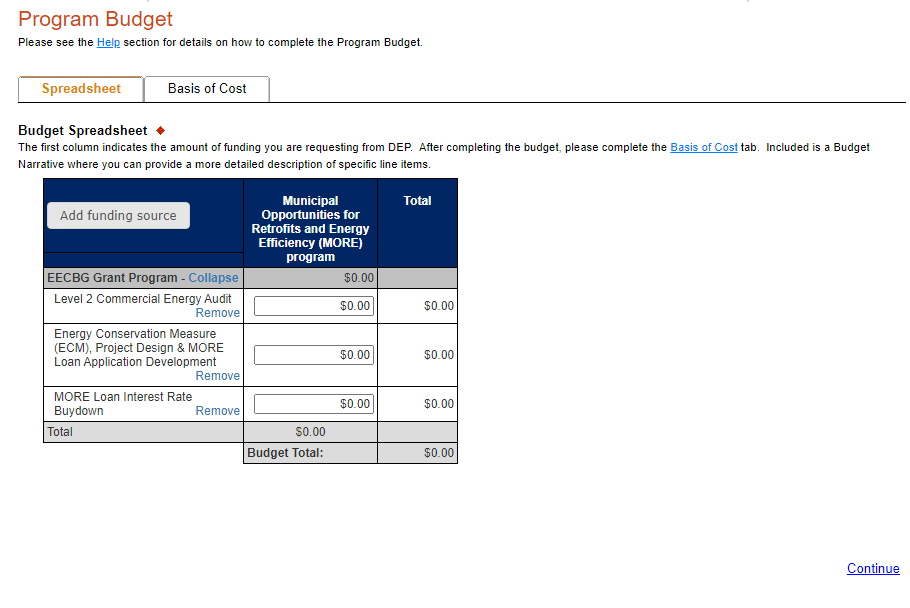 Program Budget
Please see the Help section for details on how to complete the Program Budget.
Spreadsheet
Basis of Cost
Budget Spreadsheet
The first column indicates the amount of funding you are requesting from DEP.  After completing the budget, please complete the Basis of Cost tab.  Included is a Budget
Narrative where you can provide a more detailed description of specific line items.
Add funding source
Municipal
Opportunities for
Retrofits and Energy
Efficiency (MORE)
program
Total
EECBG Grant Program - Collapse
$0.00
Level 2 Commercial Energy Audit
Remove
$0.00
$0.00
Energy Conservation Measure
(ECM), Project Design & MORE
Loan Application Development
Remove
$0.00
$0.00
MORE Loan Interest Rate
Buydown
Remove
$0.00
$0.00
Total
$0.00
Budget Total:
$0.00
Continue